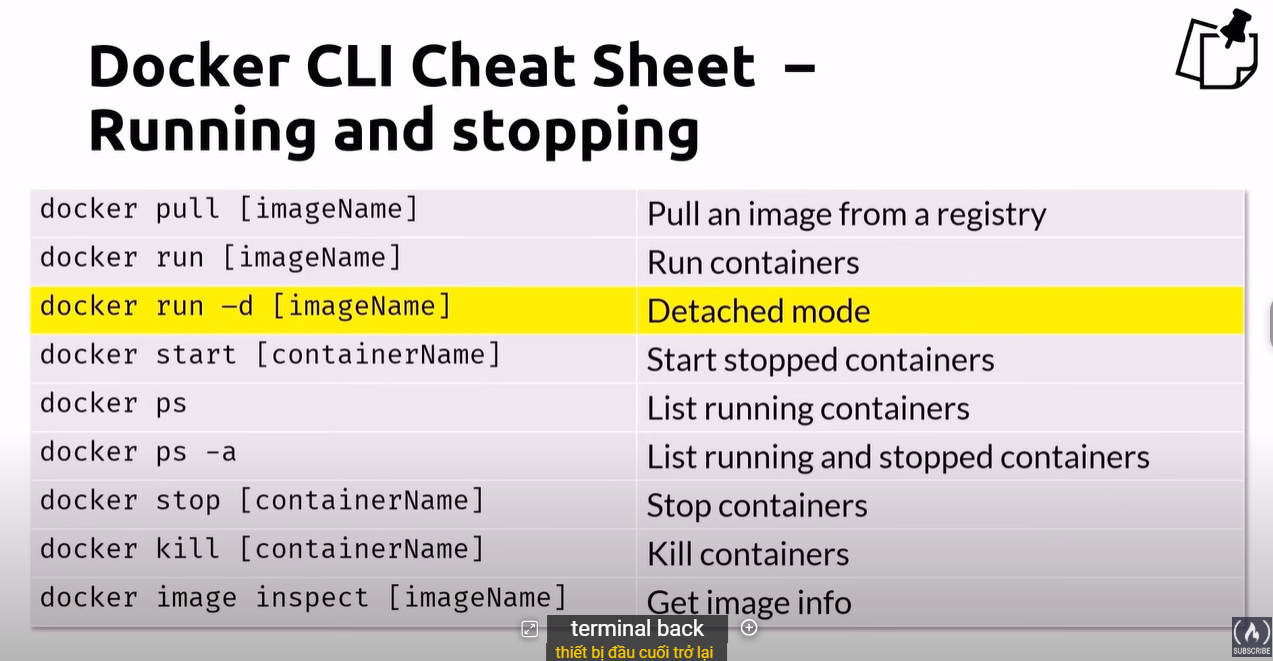 Docker CLI Cheat Sheet –
Running and stopping
docker pull [imageName] Pull an image from a registry
docker run [imageName] Run containers
docker run –d [imageName] Detached mode
docker start [containerName] Start stopped containers
docker ps List running containers
docker ps -a List running and stopped containers
docker stop [containerName] Stop containers
docker kill [containerName] Kill containers
docker image inspect [imageName] Get image info
terminal back
thiết bị đầu cuối trở lại
SUBSCRIBE